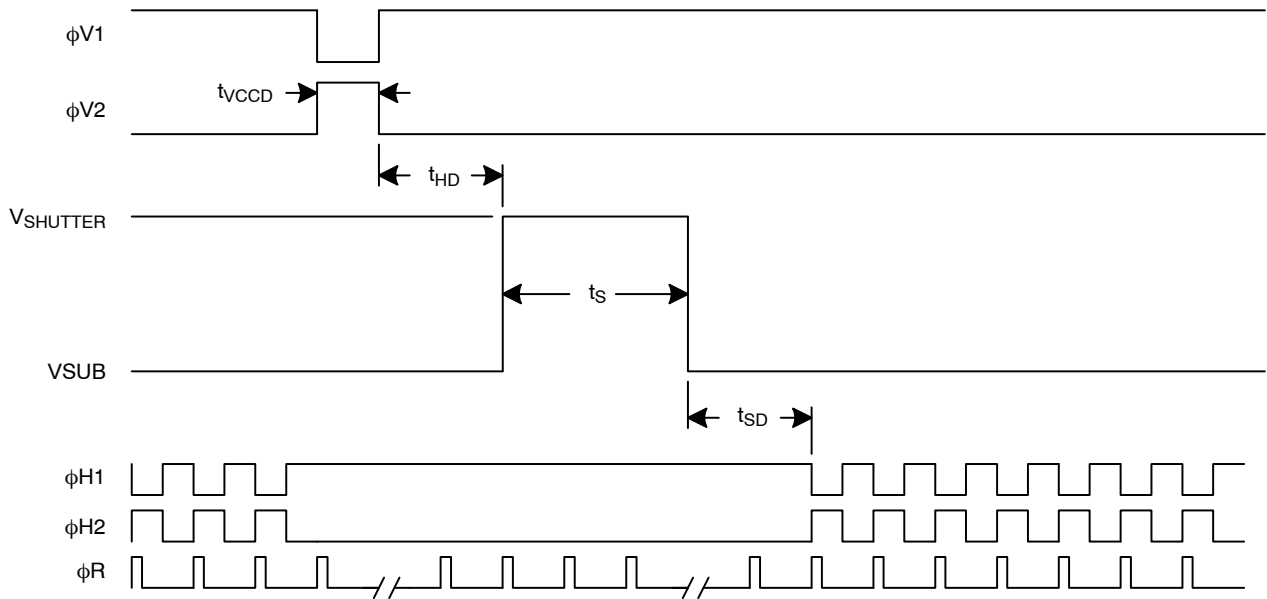 ϕV1
tVCCD
ϕV2
tHD
VSHUTTER
tS
VSUB
tSD
ϕH1
ϕH2
ϕR